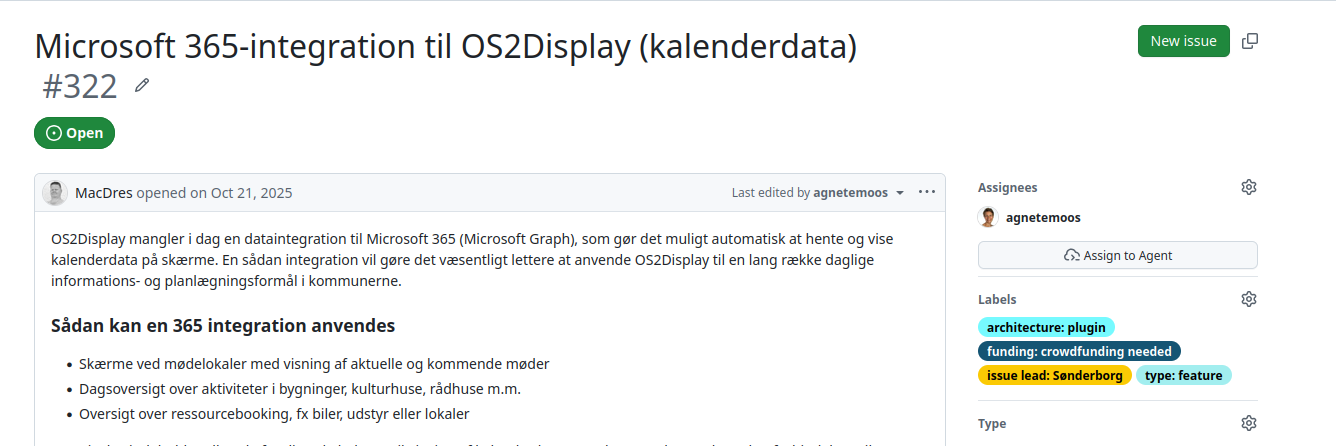 Microsoft 365-integration til OS2Display (kalenderdata)
#322
New issue
Open
MacDres opened on Oct 21, 2025
Last edited by agnetemoos
OS2Display mangler i dag en dataintegration til Microsoft 365 (Microsoft Graph), som gør det muligt automatisk at hente og vise
kalenderdata på skærme. En sådan integration vil gøre det væsentligt lettere at anvende OS2Display til en lang række daglige
informations- og planlægningsformål i kommunerne.
Sådan kan en 365 integration anvendes
• Skærme ved mødelokaler med visning af aktuelle og kommende møder
• Dagsoversigt over aktiviteter i bygninger, kulturhuse, rådhuse m.m.
• Oversigt over ressourcebooking, fx biler, udstyr eller lokaler
Assignees
agnetemoos
Assign to Agent
Labels
architecture: plugin
funding: crowdfunding needed
issue lead: Sønderborg
type: feature
Type